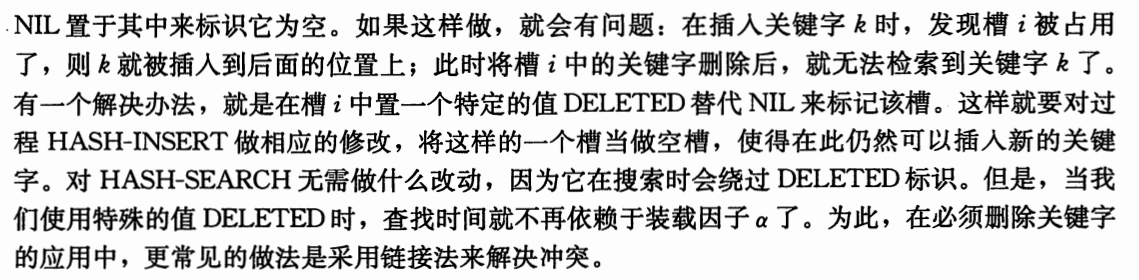 NIL 置于其中来标识它为空。如果这样做，就会有问题：在插入关键字 k 时，发现槽 i 被占用
了，则 k 就被插入到后面的位置上；此时将槽 i 中的关键字删除后，就无法检索到关键字 k 了。
有一个解决办法，就是在槽 i 中置一个特定的值 DELETED 替代 NIL 来标记该槽。这样就要对过
程 HASH-INSERT 做相应的修改，将这样的一个槽当做空槽，使得在此仍然可以插入新的关键
字。对 HASH-SEARCH 无需做什么改动，因为它在搜索时会绕过 DELETED 标识。但是，当我
们使用特殊的值 DELETED 时，查找时间就不再依赖于装载因子 α 了。为此，在必须删除关键字
的应用中，更常见的做法是采用链接法来解决冲突。